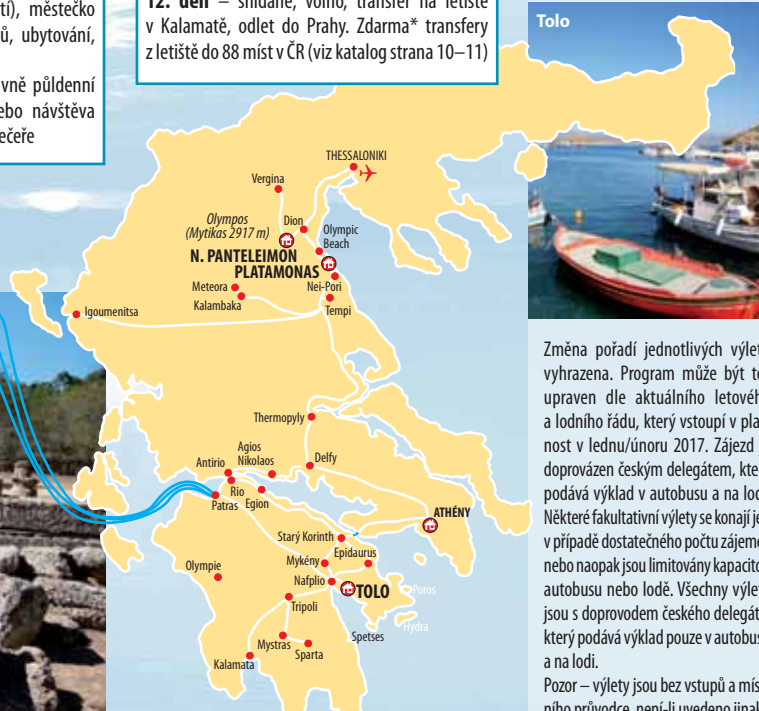 tí), městečko
ů, ubytování,
vně půldenní
ebo návštěva
ečeře
12. den – snídaně, volno, transfer na letiště
v Kalamatě, odlet do Prahy. Zdarma* transfery
z letiště do 88 míst v ČR (viz katalog strana 10–11)
Tolo
THESSALONIKI
Vergina
Olympos
(Mytikas 2917 m)
Dion
Olympic
Beach
N. PANTELEIMON
PLATAMONAS
Nei-Pori
Meteora
Kalambaka
Tempi
Igoumenitsa
Thermopyly
Agios
Nikolaos
Antirio
Delfy
Rio
Egion
Patras
ATHÉNY
Starý Korinth
Epidaurus
Mykény
Olympie
Nafplio
TOLO
Poros
Tripoli
Hydra
Spetses
Mystras
Sparta
Kalamata
Změna pořadí jednotlivých výlet
vyhrazena. Program může být te
upraven dle aktuálního letovéh
a lodního řádu, který vstoupí v pla
nost v lednu/únoru 2017. Zájezd j
doprovázen českým delegátem, kte
podává výklad v autobusu a na lod
Některé fakultativní výlety se konají je
v případě dostatečného počtu zájemc
nebo naopak jsou limitovány kapacito
autobusu nebo lodě. Všechny výlet
jsou s doprovodem českého delegát
který podává výklad pouze v autobus
a na lodi.
Pozor – výlety jsou bez vstupů a mís
ního průvodce, není-li uvedeno jinak